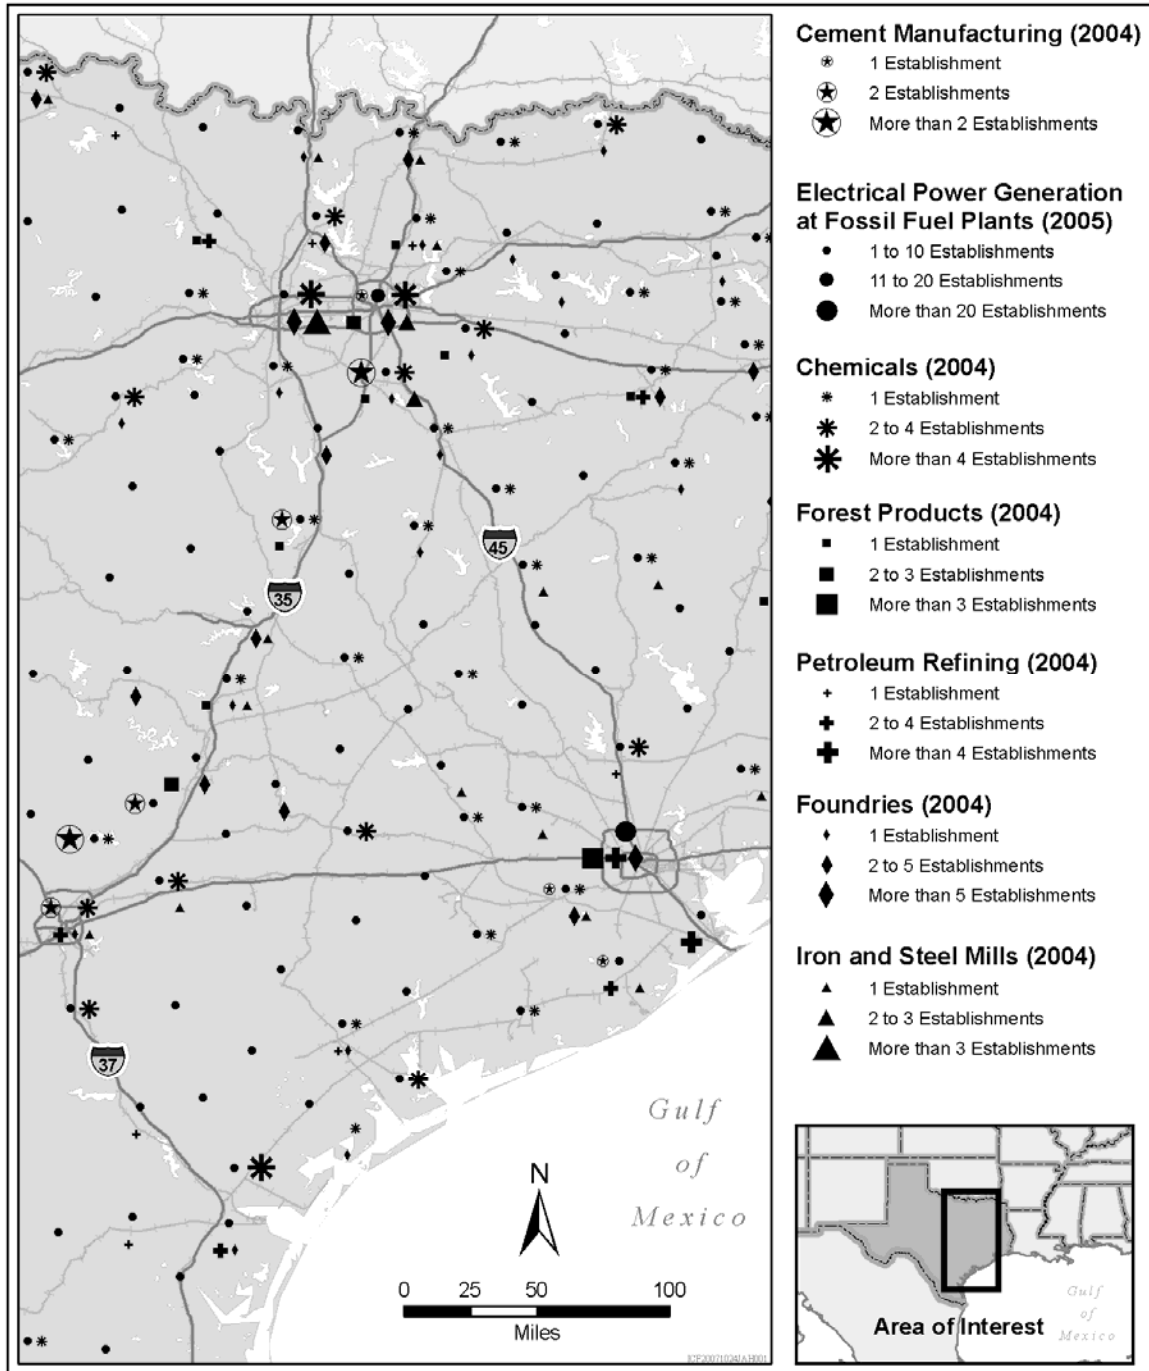 Cement Manufacturing (2004)
1 Establishment
2 Establishments
More than 2 Establishments
Electrical Power Generation
at Fossil Fuel Plants (2005)
1 to 10 Establishments
11 to 20 Establishments
More than 20 Establishments
Chemicals (2004)
1 Establishment
2 to 4 Establishments
More than 4 Establishments
Forest Products (2004)
1 Establishment
2 to 3 Establishments
More than 3 Establishments
Petroleum Refining (2004)
1 Establishment
2 to 4 Establishments
More than 4 Establishments
Foundries (2004)
1 Establishment
2 to 5 Establishments
More than 5 Establishments
Iron and Steel Mills (2004)
1 Establishment
2 to 3 Establishments
More than 3 Establishments
45
35
37
Gulf
of
Mexico
N
0 25 50 100
Miles
ICF20071024JAH001
Gulf
of
Mexico
Area of Interest